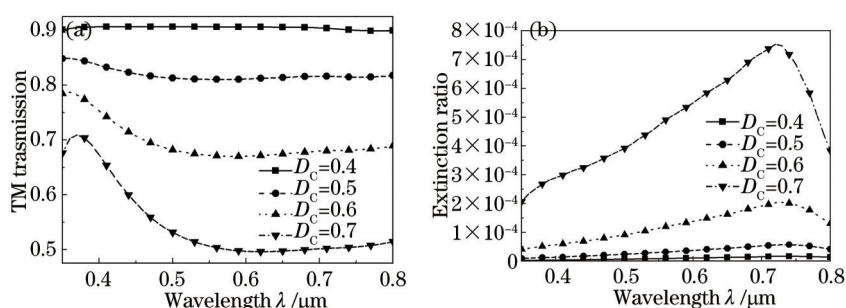 (a)
0.9
0.8
0.7
0.6
0.5
TM trasmission
D_C=0.4
D_C=0.5
D_C=0.6
D_C=0.7
0.4 0.5 0.6 0.7 0.8
Wavelength λ /μm
(b)
8×10⁻⁴
7×10⁻⁴
6×10⁻⁴
5×10⁻⁴
4×10⁻⁴
3×10⁻⁴
2×10⁻⁴
1×10⁻⁴
0
Extinction ratio
D_C=0.4
D_C=0.5
D_C=0.6
D_C=0.7
0.4 0.5 0.6 0.7 0.8
Wavelength λ /μm